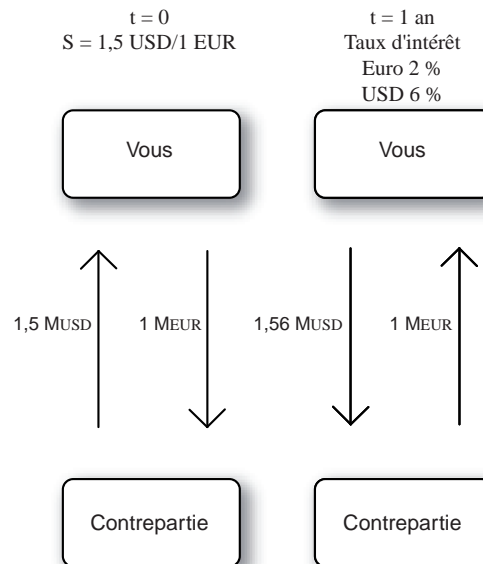 t = 0
S = 1,5 USD/1 EUR
t = 1 an
Taux d'intérêt
Euro 2 %
USD 6 %
Vous
Vous
1,5 MUSD
1 MEUR
1,56 MUSD
1 MEUR
Contrepartie
Contrepartie